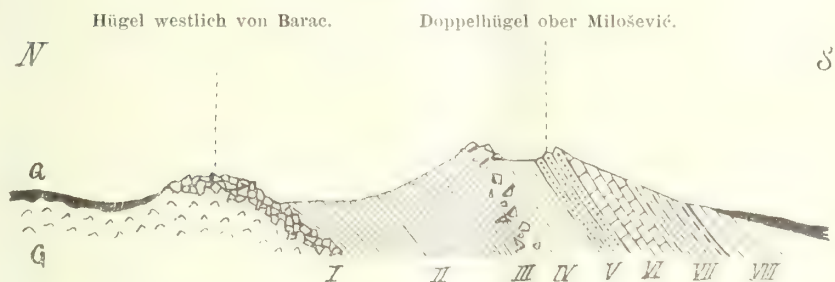 Hügel westlich von Barac. Doppelhügel ober Milošević.
N S
Q
G
I II III IV V VI VII VIII